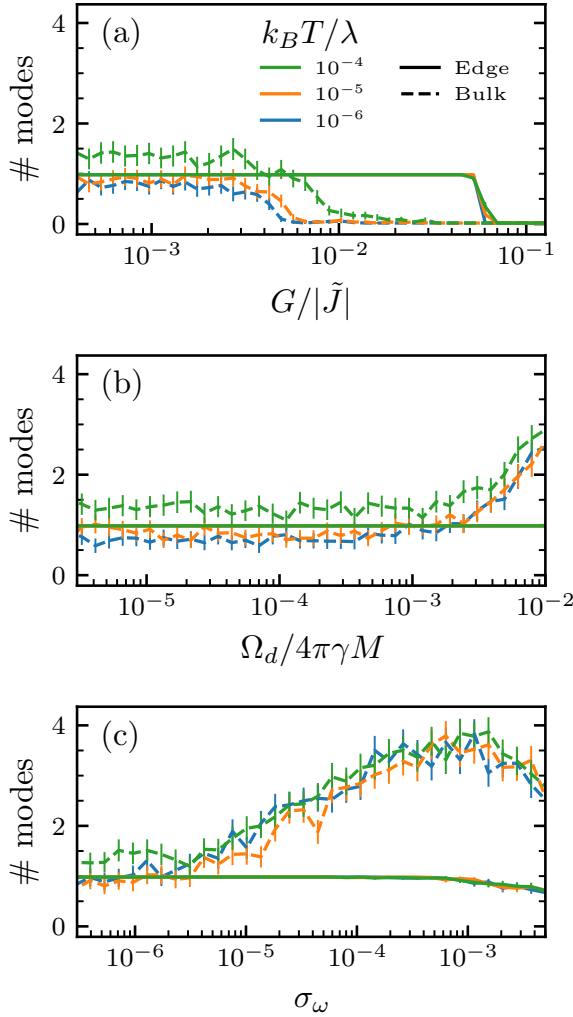 (a)
k_BT/λ
10⁻⁴
10⁻⁵
10⁻⁶
Edge
Bulk
# modes
4
2
0
10⁻³ 10⁻² 10⁻¹
G/|J̃|
(b)
# modes
4
2
0
10⁻⁵ 10⁻⁴ 10⁻³ 10⁻²
Ω_d/4πγM
(c)
# modes
4
2
0
10⁻⁶ 10⁻⁵ 10⁻⁴ 10⁻³
σ_ω